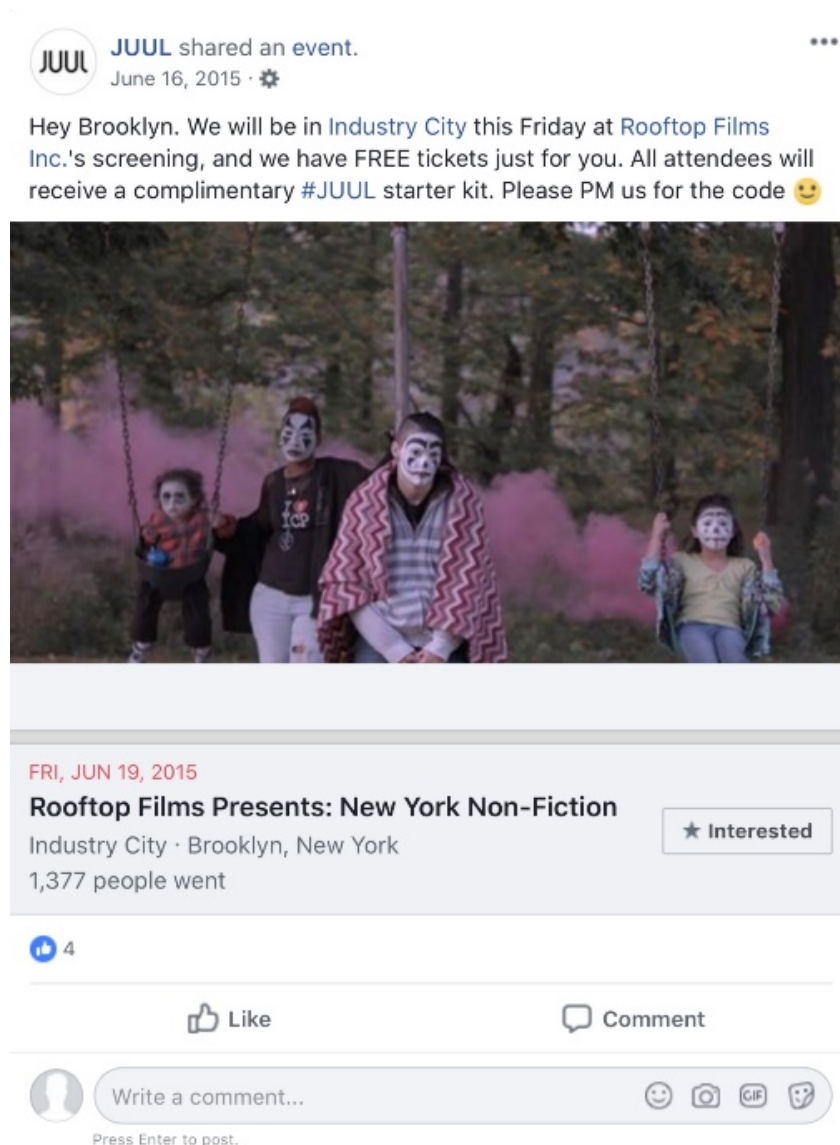 JUUL
JUUL shared an event.
June 16, 2015 ·
Hey Brooklyn. We will be in Industry City this Friday at Rooftop Films
Inc.'s screening, and we have FREE tickets just for you. All attendees will
receive a complimentary #JUUL starter kit. Please PM us for the code 🙂
I ❤
ICP
FRI, JUN 19, 2015
Rooftop Films Presents: New York Non-Fiction
Industry City · Brooklyn, New York
1,377 people went
★ Interested
4
Like
Comment
Write a comment...
GIF
Press Enter to post.